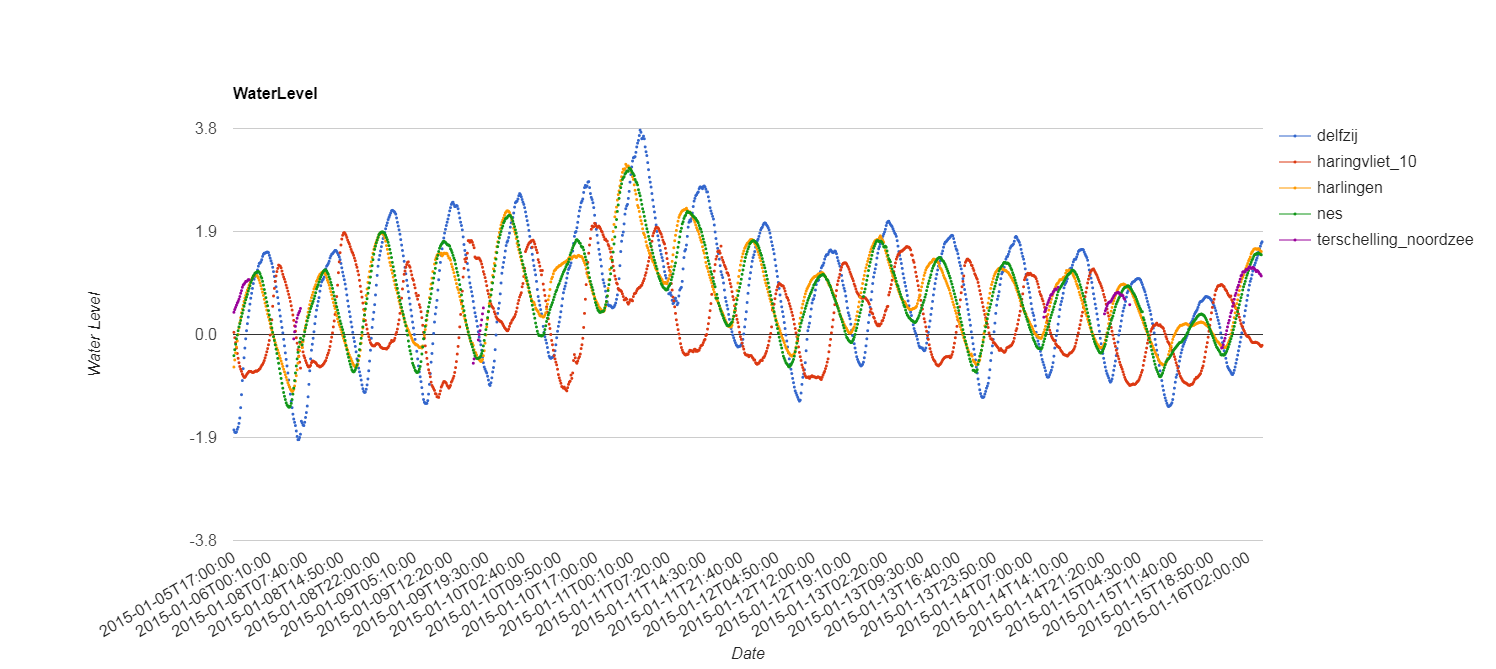 WaterLevel
3.8
1.9
0.0
-1.9
-3.8
Water Level
delfzij
haringvliet_10
harlingen
nes
terschelling_noordzee
2015-01-05T17:00:00
2015-01-06T00:10:00
2015-01-08T07:40:00
2015-01-08T14:50:00
2015-01-08T22:00:00
2015-01-09T05:10:00
2015-01-09T12:20:00
2015-01-09T19:30:00
2015-01-10T02:40:00
2015-01-10T09:50:00
2015-01-10T17:00:00
2015-01-11T00:10:00
2015-01-11T07:20:00
2015-01-11T14:30:00
2015-01-11T21:40:00
2015-01-12T04:50:00
2015-01-12T12:00:00
2015-01-12T19:10:00
2015-01-13T02:20:00
2015-01-13T09:30:00
2015-01-13T16:40:00
2015-01-13T23:50:00
2015-01-14T07:00:00
2015-01-14T14:10:00
2015-01-14T21:20:00
2015-01-15T04:30:00
2015-01-15T11:40:00
2015-01-15T18:50:00
2015-01-16T02:00:00
Date